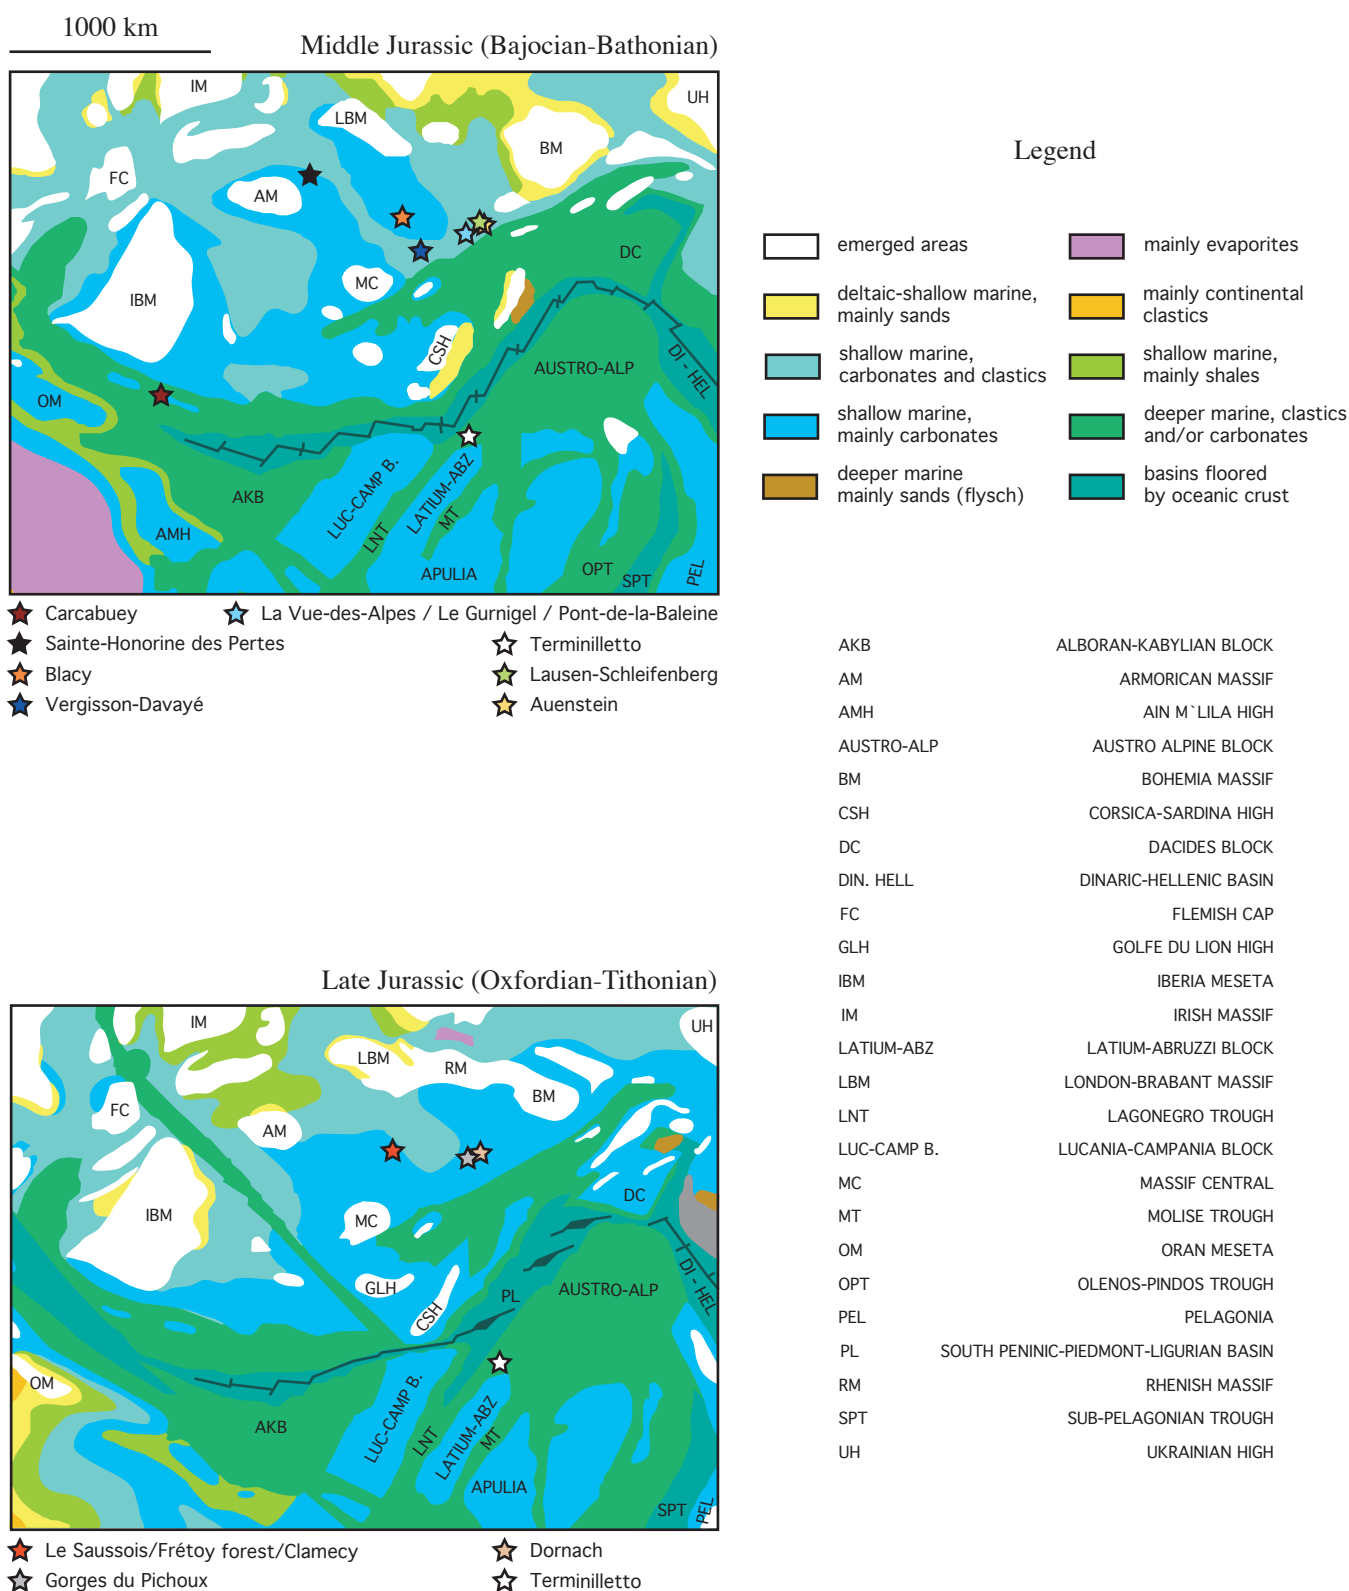 1000 km
Middle Jurassic (Bajocian-Bathonian)
IM
UH
LBM
BM
FC
AM
DC
MC
IBM
CSH
DI - HEL
AUSTRO-ALP
OM
LUC-CAMP B.
LATIUM-ABZ
AKB
MT
LNT
AMH
APULIA
OPT
SPT
PEL
Carcabuey
La Vue-des-Alpes / Le Gurnigel / Pont-de-la-Baleine
Sainte-Honorine des Pertes
Terminilletto
Blacy
Lausen-Schleifenberg
Vergisson-Davayé
Auenstein
Legend
emerged areas
mainly evaporites
deltaic-shallow marine,
mainly sands
mainly continental
clastics
shallow marine,
carbonates and clastics
shallow marine,
mainly shales
shallow marine,
mainly carbonates
deeper marine, clastics
and/or carbonates
deeper marine
mainly sands (flysch)
basins floored
by oceanic crust
AKB ALBORAN-KABYLIAN BLOCK
AM ARMORICAN MASSIF
AMH AIN M`LILA HIGH
AUSTRO-ALP AUSTRO ALPINE BLOCK
BM BOHEMIA MASSIF
CSH CORSICA-SARDINA HIGH
DC DACIDES BLOCK
DIN. HELL DINARIC-HELLENIC BASIN
FC FLEMISH CAP
GLH GOLFE DU LION HIGH
IBM IBERIA MESETA
IM IRISH MASSIF
LATIUM-ABZ LATIUM-ABRUZZI BLOCK
LBM LONDON-BRABANT MASSIF
LNT LAGONEGRO TROUGH
LUC-CAMP B. LUCANIA-CAMPANIA BLOCK
MC MASSIF CENTRAL
MT MOLISE TROUGH
OM ORAN MESETA
OPT OLENOS-PINDOS TROUGH
PEL PELAGONIA
PL SOUTH PENINIC-PIEDMONT-LIGURIAN BASIN
RM RHENISH MASSIF
SPT SUB-PELAGONIAN TROUGH
UH UKRAINIAN HIGH
Late Jurassic (Oxfordian-Tithonian)
IM
UH
LBM
RM
BM
FC
AM
DC
IBM
MC
DI - HEL
GLH
PL
AUSTRO-ALP
CSH
OM
LUC-CAMP B.
AKB
LNT
LATIUM-ABZ
MT
APULIA
SPT
PEL
Le Saussois/Frétoy forest/Clamecy
Dornach
Gorges du Pichoux
Terminilletto